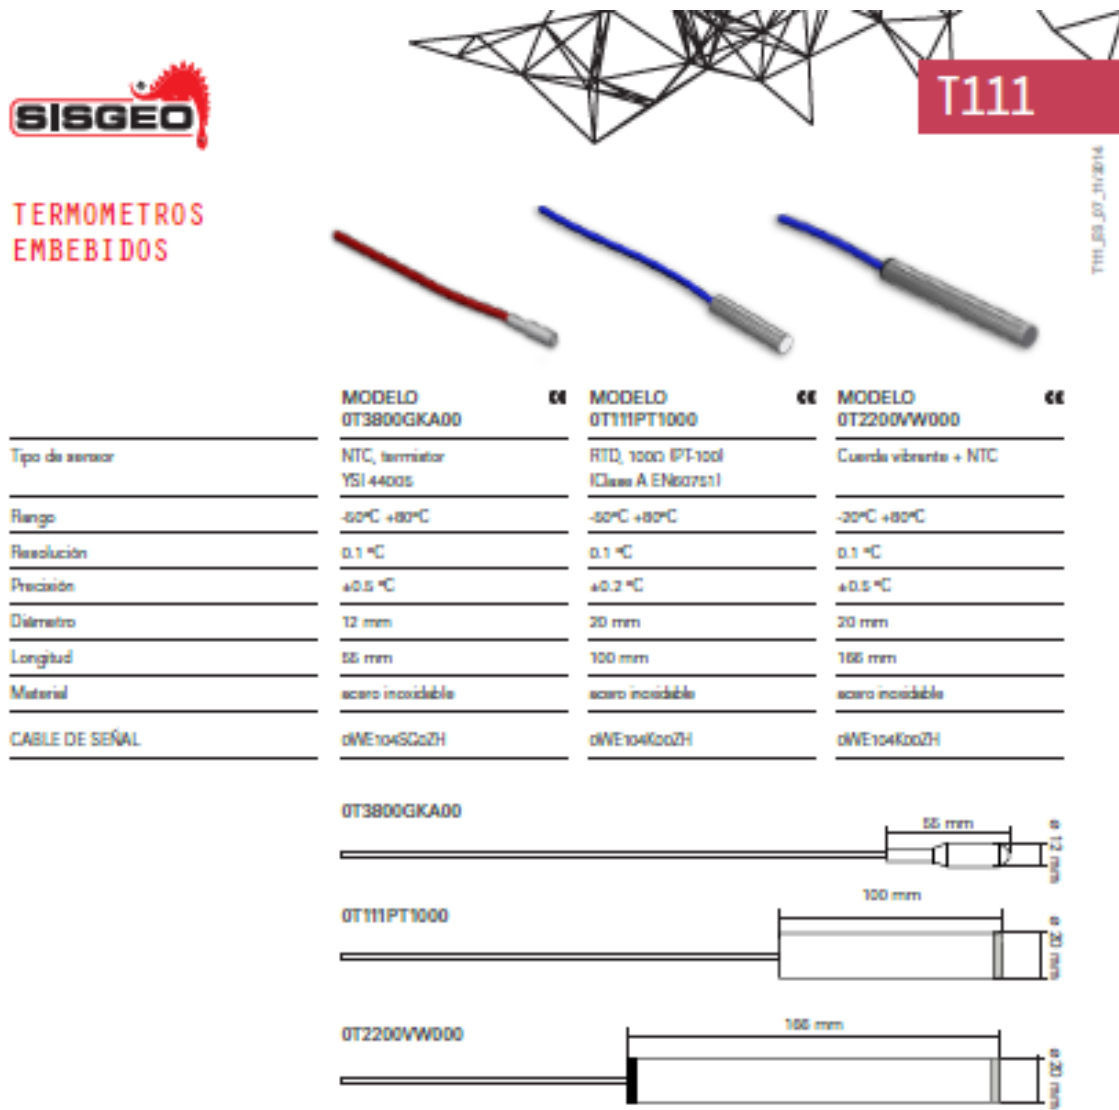 SISGEO
T111
T111_ES_07_11/2014
TERMOMETROS
EMBEBIDOS
MODELO
0T3800GKA00
MODELO
0T111PT1000
MODELO
0T2200VW000
Tipo de sensor
NTC, termistor
YSI 44005
RTD, 100Ω (PT-100)
(Clase A EN60751)
Cuerda vibrante + NTC
Rango -50°C +80°C -50°C +80°C -20°C +80°C
Resolución 0.1 °C 0.1 °C 0.1 °C
Precisión ±0.5 °C ±0.2 °C ±0.5 °C
Diámetro 12 mm 20 mm 20 mm
Longitud 55 mm 100 mm 166 mm
Material acero inoxidable acero inoxidable acero inoxidable
CABLE DE SEÑAL 0WE104SG0ZH 0WE104K00ZH 0WE104K00ZH
0T3800GKA00
55 mm
ø 12 mm
0T111PT1000
100 mm
ø 20 mm
0T2200VW000
166 mm
ø 20 mm